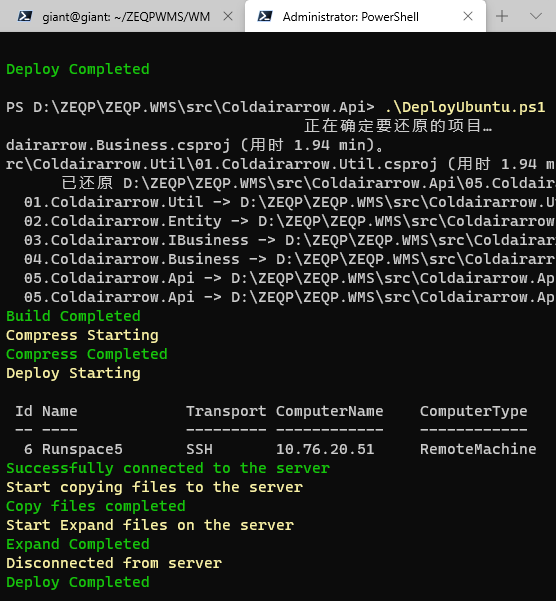 giant@giant: ~/ZEQPWMS/WM
Administrator: PowerShell
Deploy Completed
PS D:\ZEQP\ZEQP.WMS\src\Coldairarrow.Api> .\DeployUbuntu.ps1
正在确定要还原的项目…
dairarrow.Business.csproj (用时 1.94 min)。
rc\Coldairarrow.Util\01.Coldairarrow.Util.csproj (用时 1.94 m
已还原 D:\ZEQP\ZEQP.WMS\src\Coldairarrow.Api\05.Coldair
01.Coldairarrow.Util -> D:\ZEQP\ZEQP.WMS\src\Coldairarrow.U
02.Coldairarrow.Entity -> D:\ZEQP\ZEQP.WMS\src\Coldairarrow
03.Coldairarrow.IBusiness -> D:\ZEQP\ZEQP.WMS\src\Coldairar
04.Coldairarrow.Business -> D:\ZEQP\ZEQP.WMS\src\Coldairarr
05.Coldairarrow.Api -> D:\ZEQP\ZEQP.WMS\src\Coldairarrow.Ap
05.Coldairarrow.Api -> D:\ZEQP\ZEQP.WMS\src\Coldairarrow.Ap
Build Completed
Compress Starting
Compress Completed
Deploy Starting
Id Name Transport ComputerName ComputerType
-- ---- --------- ------------ ------------
6 Runspace5 SSH 10.76.20.51 RemoteMachine
Successfully connected to the server
Start copying files to the server
Copy files completed
Start Expand files on the server
Expand Completed
Disconnected from server
Deploy Completed